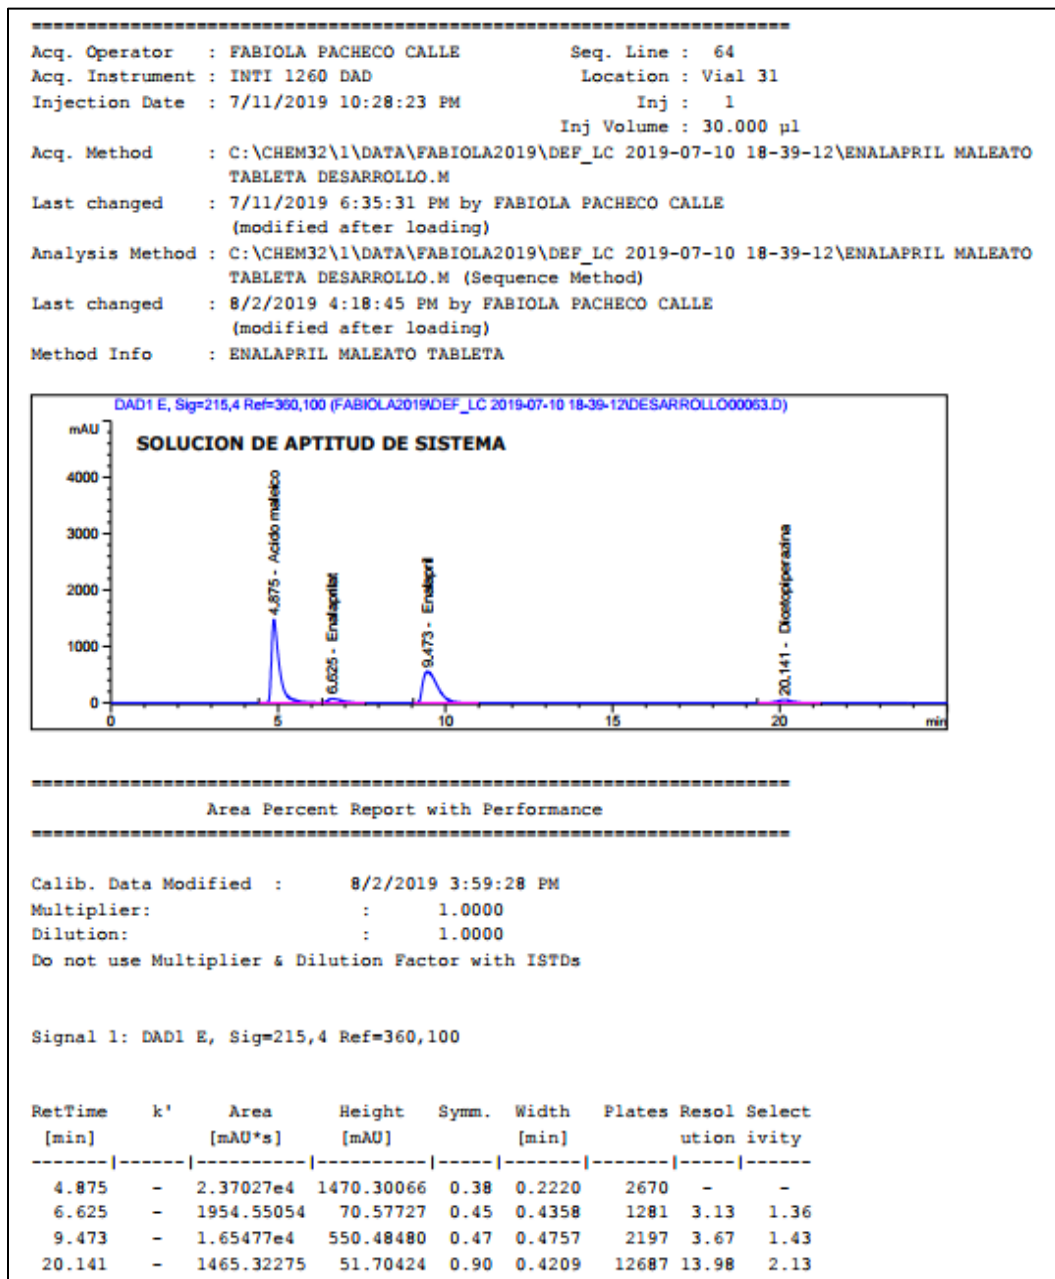 ==================================================================
Acq. Operator   : FABIOLA PACHECO CALLE          Seq. Line :  64
Acq. Instrument : INTI 1260 DAD                   Location : Vial 31
Injection Date  : 7/11/2019 10:28:23 PM                Inj :   1
Inj Volume : 30.000 µl
Acq. Method     : C:\CHEM32\1\DATA\FABIOLA2019\DEF_LC 2019-07-10 18-39-12\ENALAPRIL MALEATO
TABLETA DESARROLLO.M
Last changed    : 7/11/2019 6:35:31 PM by FABIOLA PACHECO CALLE
(modified after loading)
Analysis Method : C:\CHEM32\1\DATA\FABIOLA2019\DEF_LC 2019-07-10 18-39-12\ENALAPRIL MALEATO
TABLETA DESARROLLO.M (Sequence Method)
Last changed    : 8/2/2019 4:18:45 PM by FABIOLA PACHECO CALLE
(modified after loading)
Method Info     : ENALAPRIL MALEATO TABLETA
DAD1 E, Sig=215,4 Ref=360,100 (FABIOLA2019\DEF_LC 2019-07-10 18-39-12\DESARROLLO00063.D)
mAU
SOLUCION DE APTITUD DE SISTEMA
4000
3000
2000
1000
0
4.875 - Acido maleico
6.625 - Enalaprilat
9.473 - Enalapril
20.141 - Dicetopiperazina
0 5 10 15 20 min
==================================================================
Area Percent Report with Performance
==================================================================
Calib. Data Modified  :      8/2/2019 3:59:28 PM
Multiplier:                  :      1.0000
Dilution:                    :      1.0000
Do not use Multiplier & Dilution Factor with ISTDs
Signal 1: DAD1 E, Sig=215,4 Ref=360,100
RetTime    k'     Area      Height   Symm.  Width   Plates Resol Select
[min]           [mAU*s]     [mAU]           [min]          ution ivity
-------|------|----------|----------|-----|-------|-------|-----|------
4.875    -   2.37027e4  1470.30066  0.38  0.2220    2670   -     -
6.625    -   1954.55054   70.57727  0.45  0.4358    1281  3.13   1.36
9.473    -   1.65477e4   550.48480  0.47  0.4757    2197  3.67   1.43
20.141    -   1465.32275   51.70424  0.90  0.4209   12687 13.98   2.13